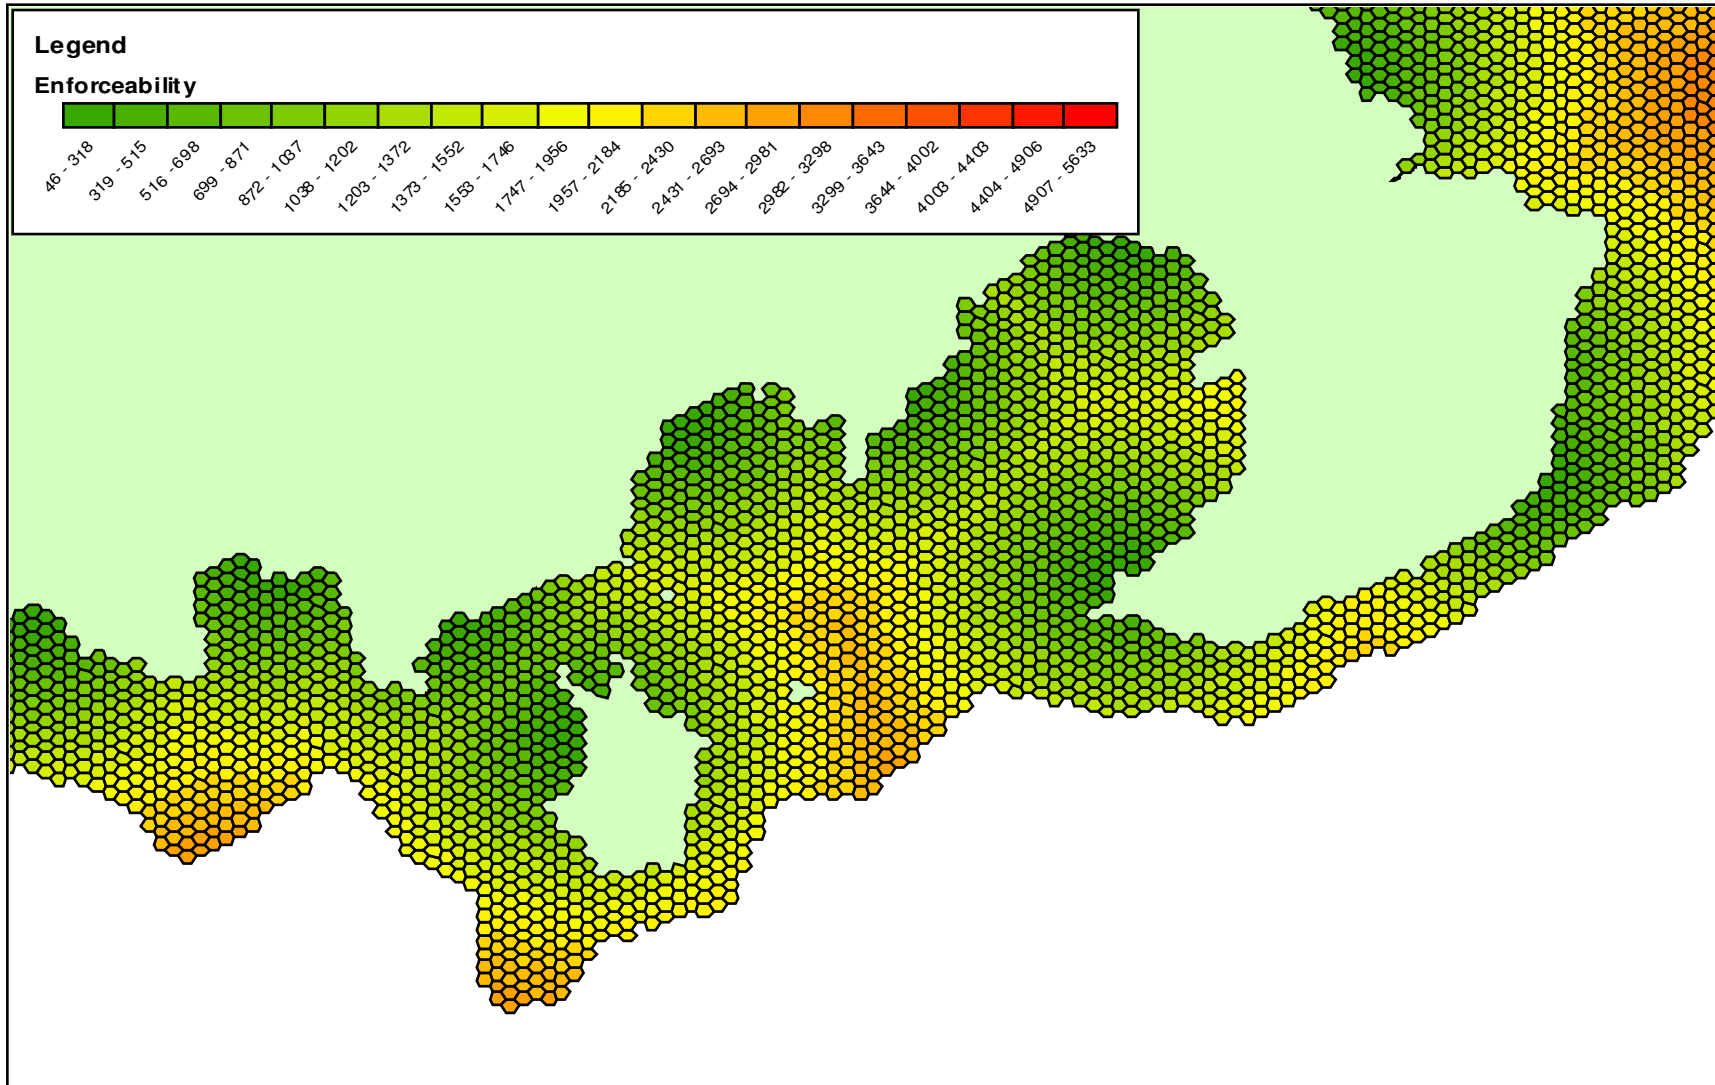 Legend
Enforceability
46 - 318
319 - 515
516 - 698
699 - 871
872 - 1037
1038 - 1202
1203 - 1372
1373 - 1552
1553 - 1746
1747 - 1956
1957 - 2184
2185 - 2430
2431 - 2693
2694 - 2981
2982 - 3298
3299 - 3643
3644 - 4002
4003 - 4403
4404 - 4906
4907 - 5633